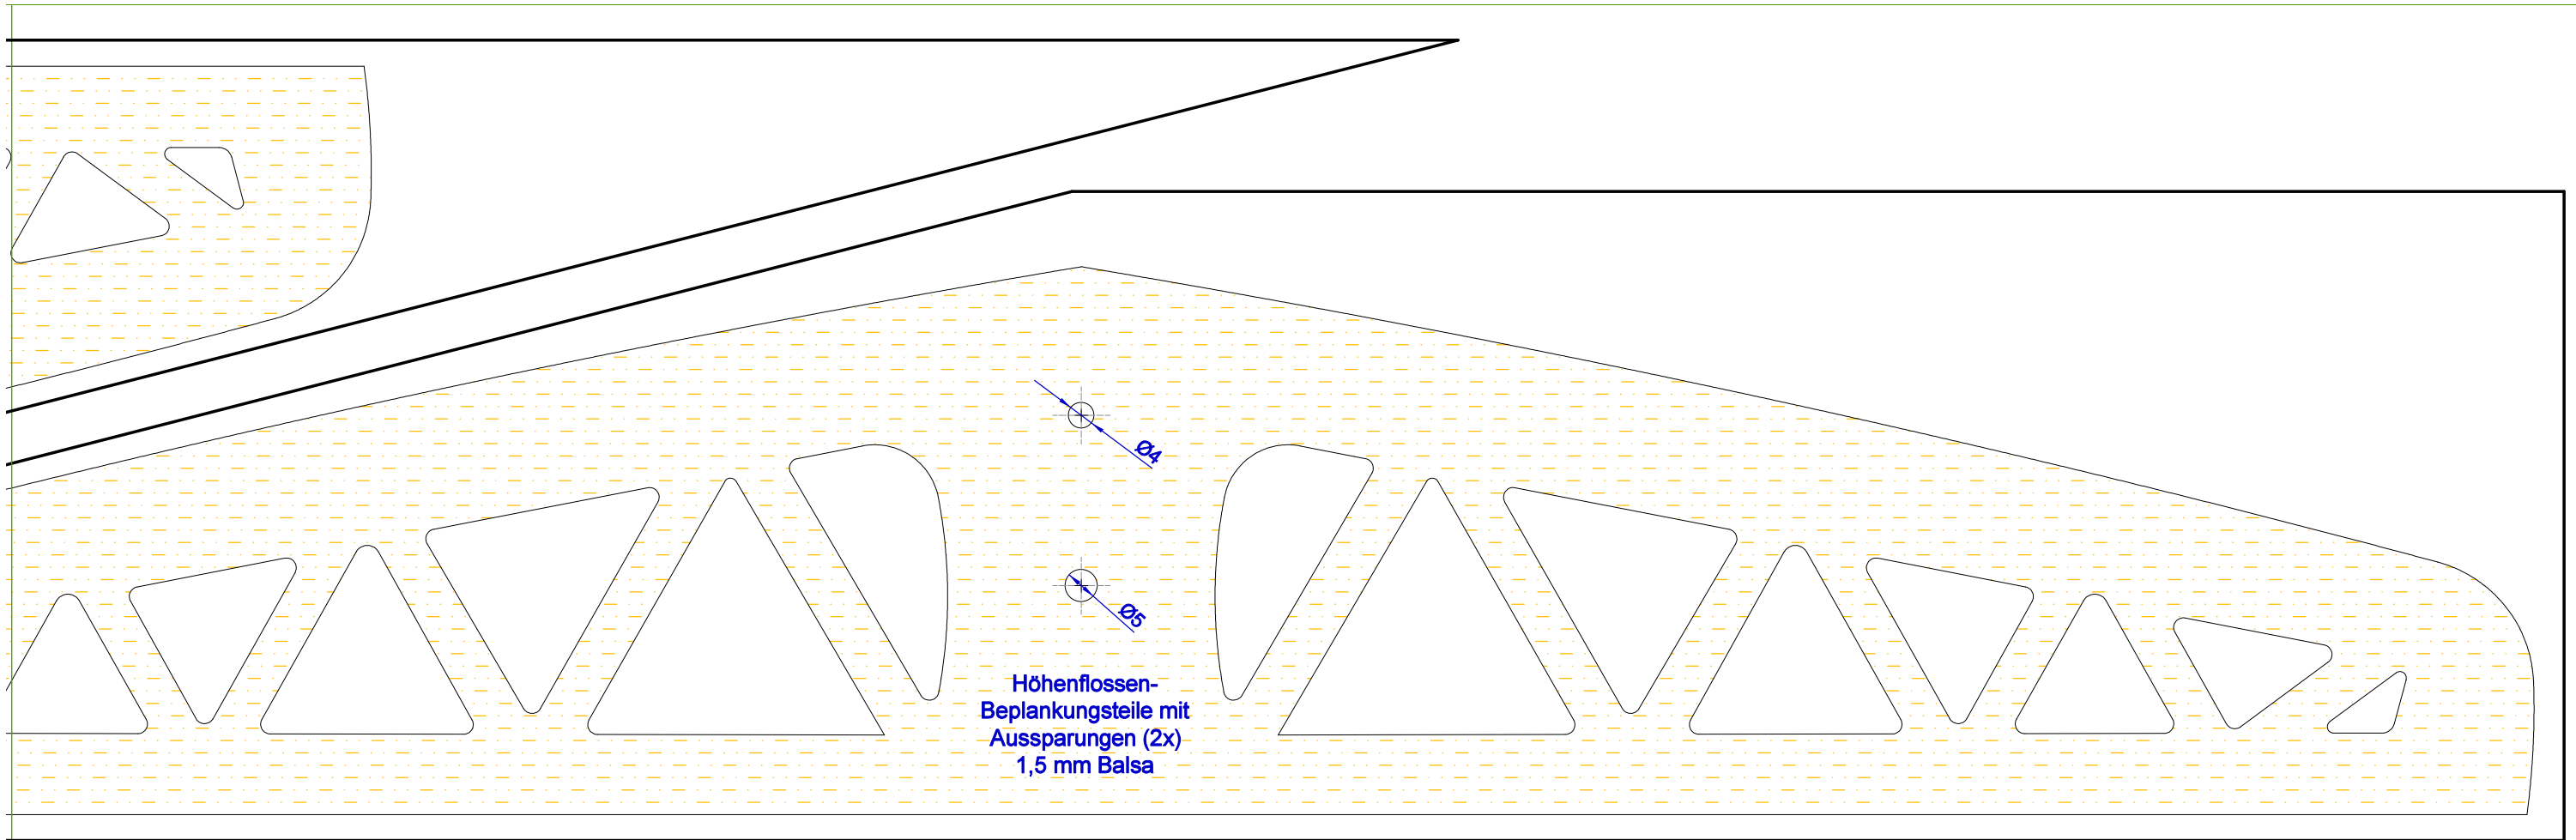 Ø4
Ø5
Höhenflossen-
Beplankungsteile mit
Aussparungen (2x)
1,5 mm Balsa